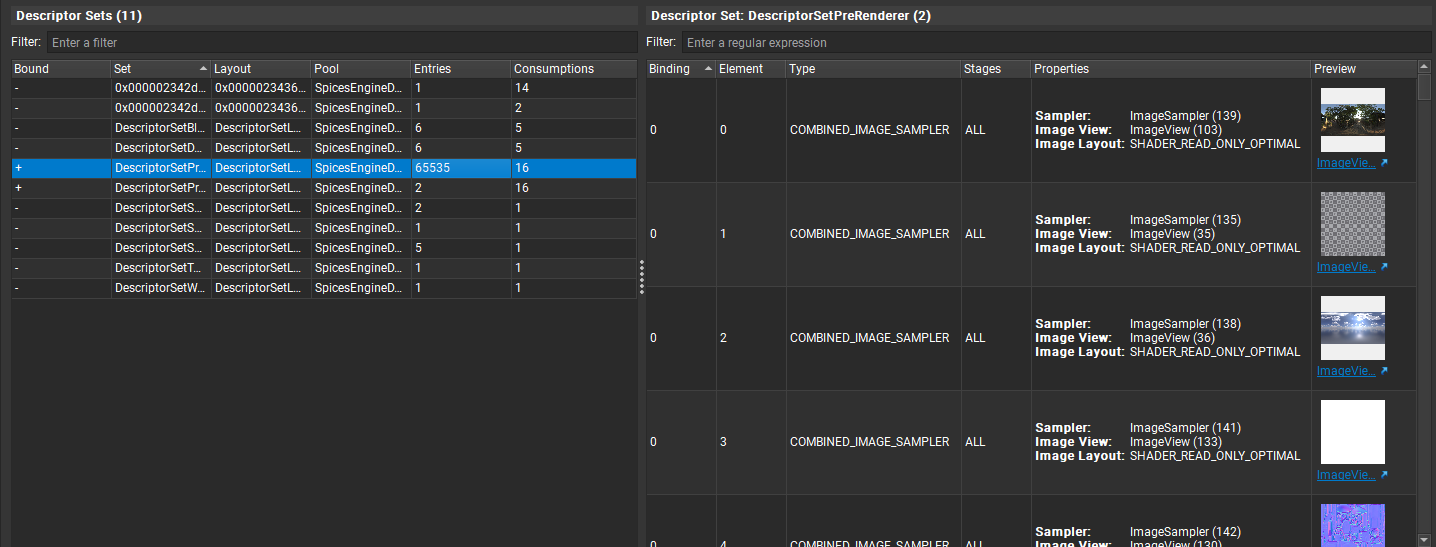 Descriptor Sets (11)
Filter: Enter a filter
Bound Set Layout Pool Entries Consumptions
- 0x000002342d... 0x0000023436... SpicesEngineD... 1 14
- 0x000002342d... 0x0000023436... SpicesEngineD... 1 2
- DescriptorSetBl... DescriptorSetL... SpicesEngineD... 6 5
- DescriptorSetD... DescriptorSetL... SpicesEngineD... 6 5
+ DescriptorSetPr... DescriptorSetL... SpicesEngineD... 65535 16
+ DescriptorSetPr... DescriptorSetL... SpicesEngineD... 2 16
- DescriptorSetS... DescriptorSetL... SpicesEngineD... 2 1
- DescriptorSetS... DescriptorSetL... SpicesEngineD... 1 1
- DescriptorSetS... DescriptorSetL... SpicesEngineD... 5 1
- DescriptorSetT... DescriptorSetL... SpicesEngineD... 1 1
- DescriptorSetW... DescriptorSetL... SpicesEngineD... 1 1
Descriptor Set: DescriptorSetPreRenderer (2)
Filter: Enter a regular expression
Binding Element Type Stages Properties Preview
Sampler: ImageSampler (139)
0 0 COMBINED_IMAGE_SAMPLER ALL Image View: ImageView (103)
Image Layout: SHADER_READ_ONLY_OPTIMAL
ImageVie...
Sampler: ImageSampler (135)
0 1 COMBINED_IMAGE_SAMPLER ALL Image View: ImageView (35)
Image Layout: SHADER_READ_ONLY_OPTIMAL
ImageVie...
Sampler: ImageSampler (138)
0 2 COMBINED_IMAGE_SAMPLER ALL Image View: ImageView (36)
Image Layout: SHADER_READ_ONLY_OPTIMAL
ImageVie...
Sampler: ImageSampler (141)
0 3 COMBINED_IMAGE_SAMPLER ALL Image View: ImageView (133)
Image Layout: SHADER_READ_ONLY_OPTIMAL
ImageVie...
Sampler: ImageSampler (142)
0 4 COMBINED_IMAGE_SAMPLER ALL Image View: ImageView (130)